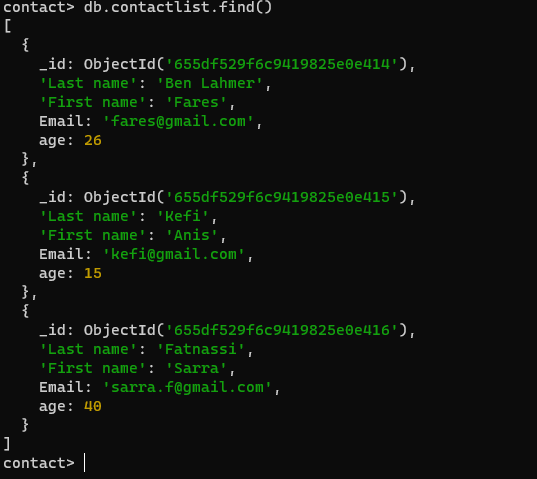 contact> db.contactlist.find()
[
  {
    _id: ObjectId('655df529f6c9419825e0e414'),
    'Last name': 'Ben Lahmer',
    'First name': 'Fares',
    Email: 'fares@gmail.com',
    age: 26
  },
  {
    _id: ObjectId('655df529f6c9419825e0e415'),
    'Last name': 'Kefi',
    'First name': 'Anis',
    Email: 'kefi@gmail.com',
    age: 15
  },
  {
    _id: ObjectId('655df529f6c9419825e0e416'),
    'Last name': 'Fatnassi',
    'First name': 'Sarra',
    Email: 'sarra.f@gmail.com',
    age: 40
  }
]
contact>